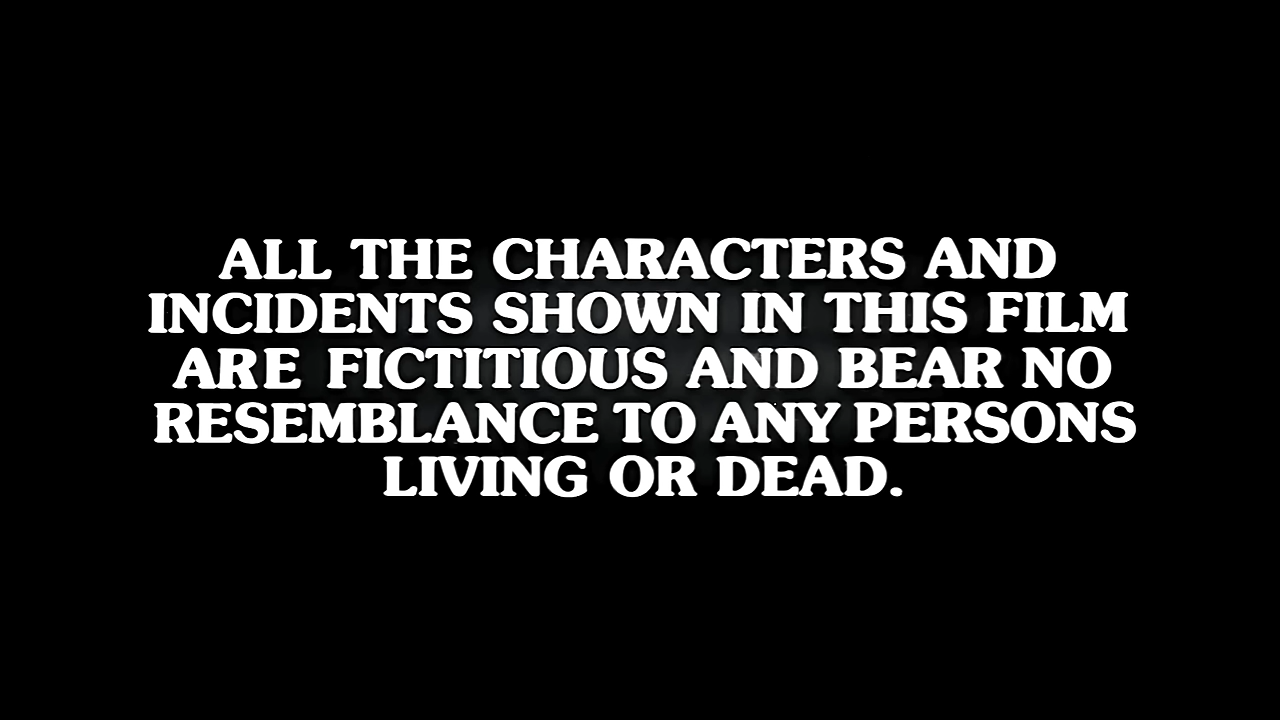 ALL THE CHARACTERS AND
INCIDENTS SHOWN IN THIS FILM
ARE FICTITIOUS AND BEAR NO
RESEMBLANCE TO ANY PERSONS
LIVING OR DEAD.